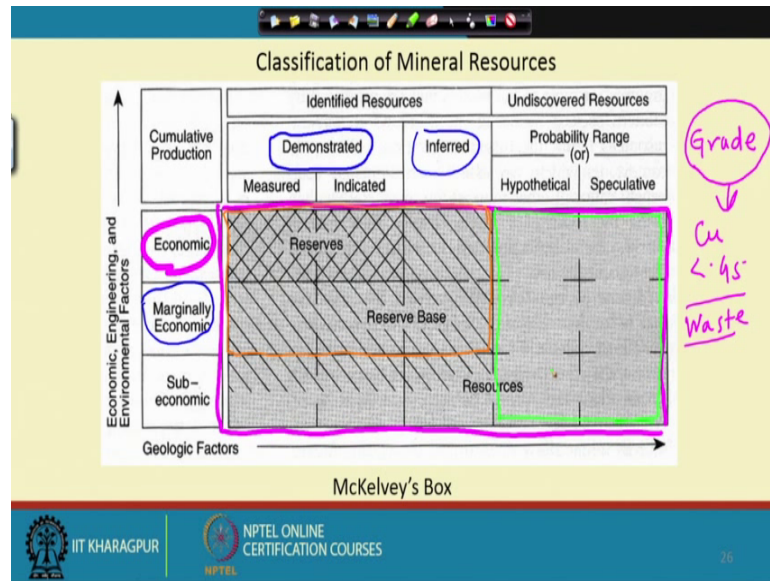 Classification of Mineral Resources
Economic, Engineering, and
Environmental Factors
Cumulative
Production
Identified Resources
Undiscovered Resources
Demonstrated
Inferred
Probability Range
(or)
Measured
Indicated
Hypothetical
Speculative
Economic
Reserves
Marginally
Economic
Reserve Base
Sub-
economic
Resources
Geologic Factors
McKelvey's Box
Grade
Cu
<.45
Waste
IIT KHARAGPUR
NPTEL
NPTEL ONLINE
CERTIFICATION COURSES
26